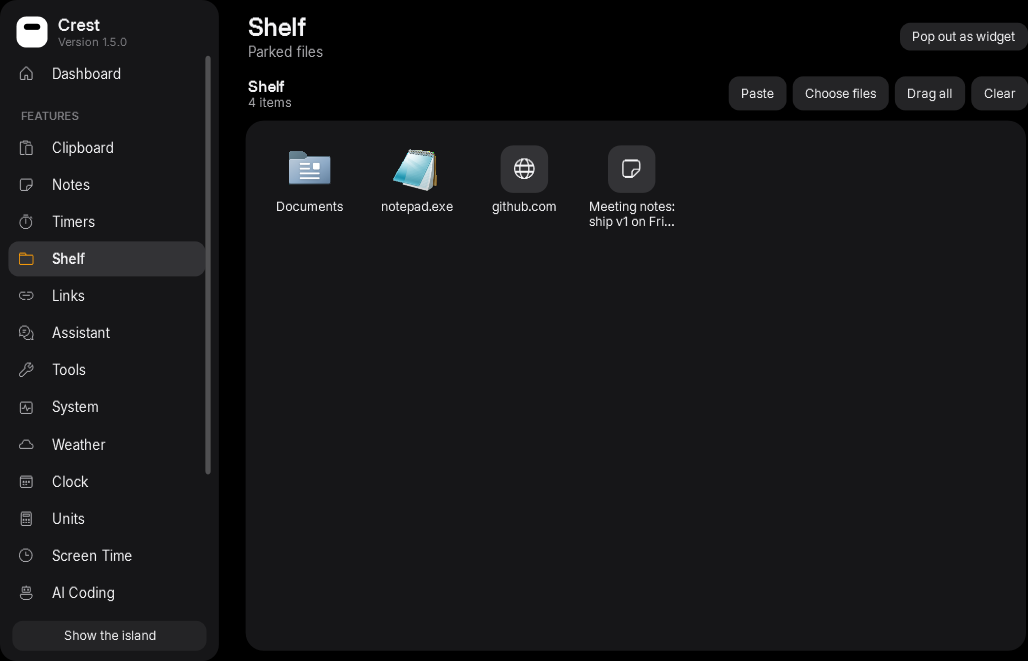 Crest
Version 1.5.0
Dashboard
FEATURES
Clipboard
Notes
Timers
Shelf
Links
Assistant
Tools
System
Weather
Clock
Units
Screen Time
AI Coding
Show the island
Shelf
Parked files
Pop out as widget
Shelf
4 items
Paste
Choose files
Drag all
Clear
Documents
notepad.exe
github.com
Meeting notes:
ship v1 on Fri...